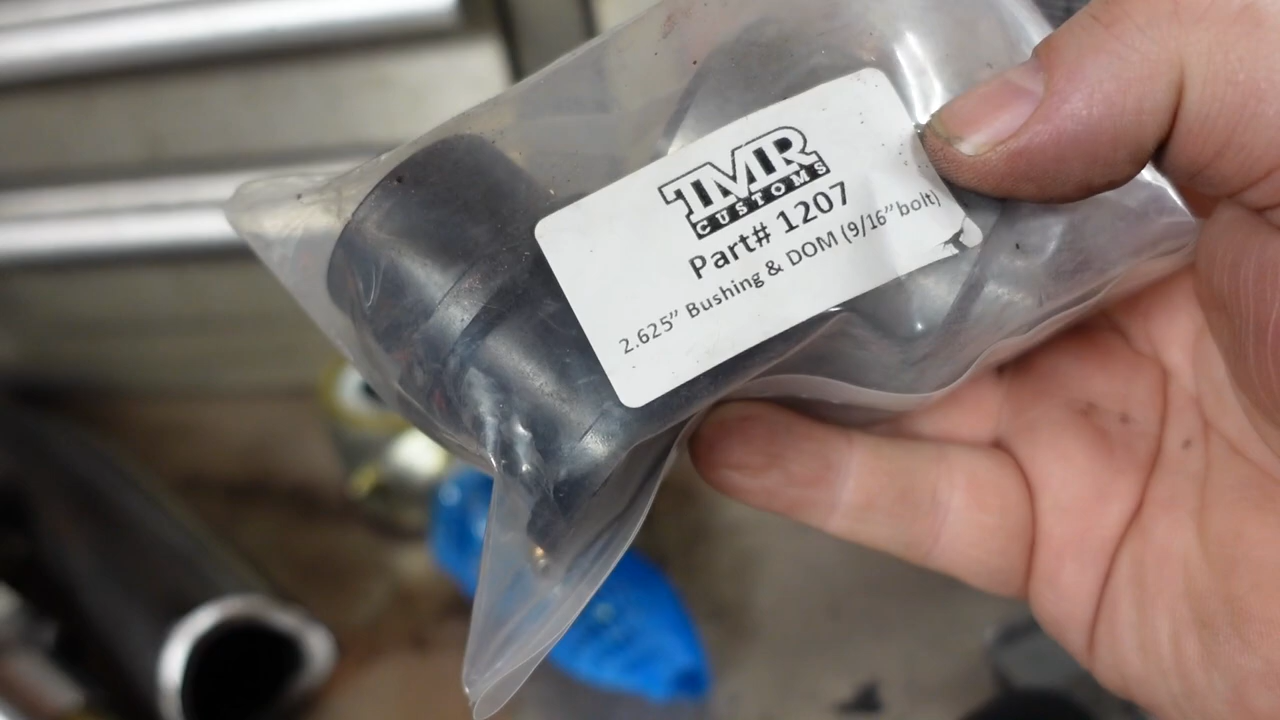 TMR
CUSTOMS
Part# 1207
2.625” Bushing & DOM (9/16” bolt)